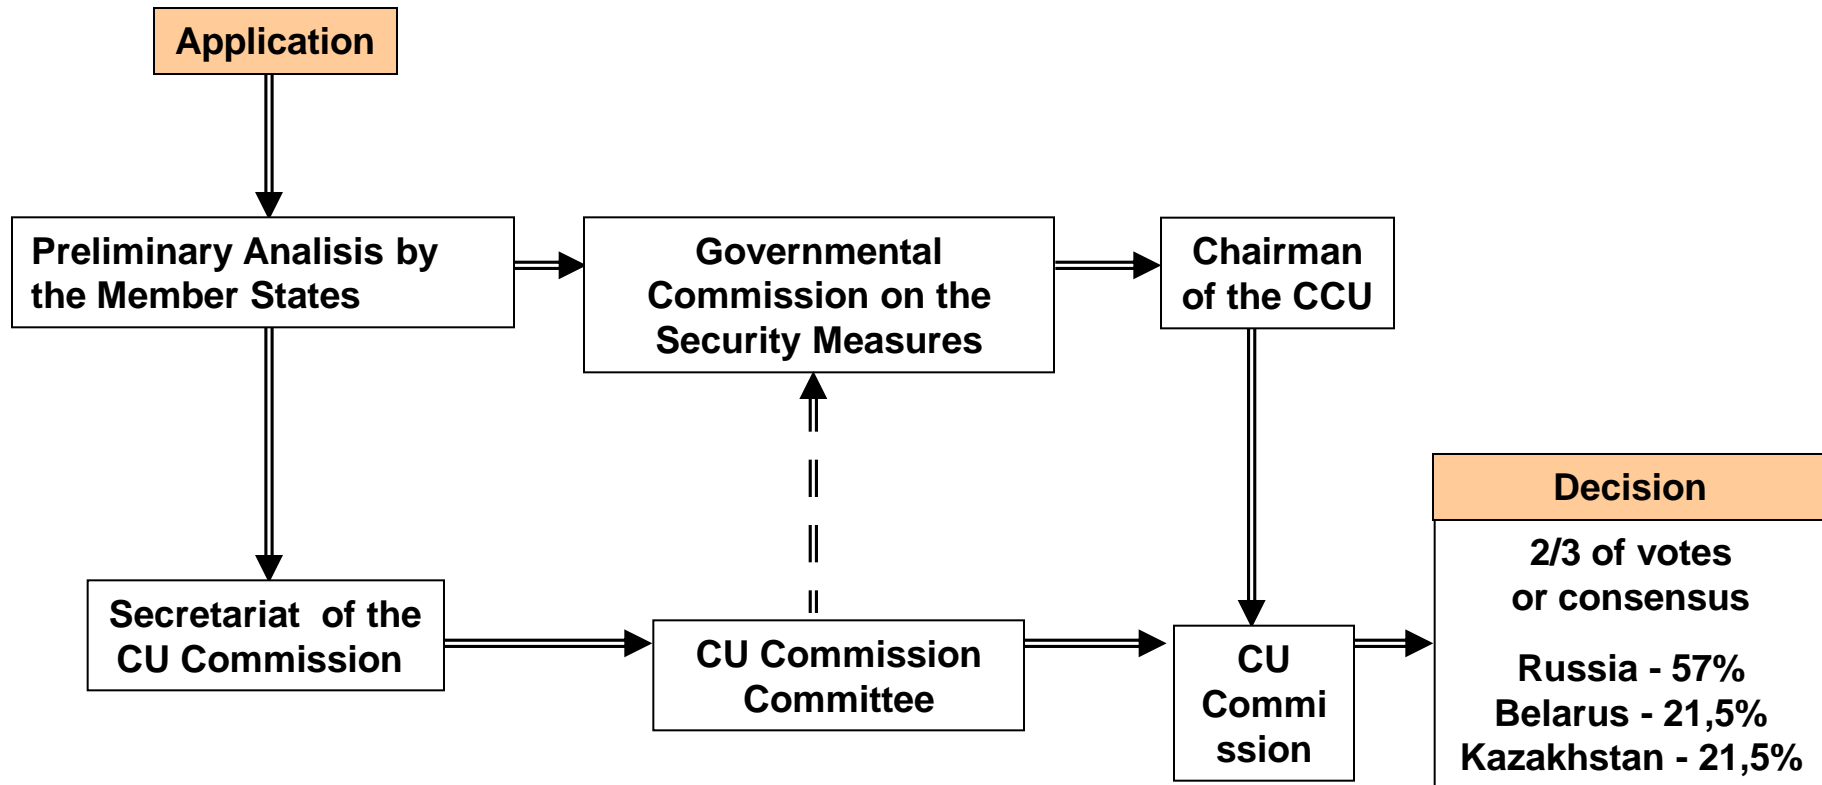 Application
Preliminary Analisis by
the Member States
Governmental
Commission on the
Security Measures
Chairman
of the CCU
Secretariat of the
CU Commission
CU Commission
Committee
CU
Commi
ssion
Decision
2/3 of votes
or consensus
Russia - 57%
Belarus - 21,5%
Kazakhstan - 21,5%